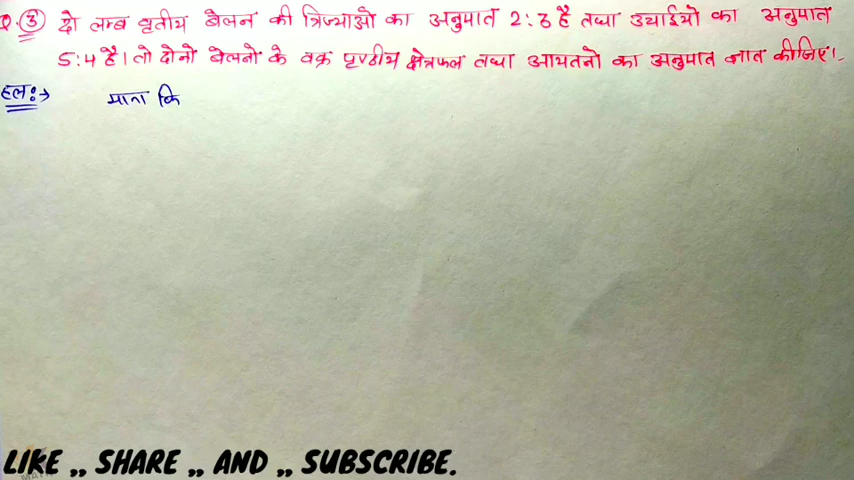 Q.③ दो लम्ब वृतीय बेलन की त्रिज्याओ का अनुपात 2:3 है तथा उचाईयो का अनुपात
5:4 है। तो दोनो बेलनो के वक्र पृष्ठीय क्षेत्रफल तथा आयतनो का अनुपात ज्ञात कीजिए।
हल:→ माना कि
LIKE ,, SHARE ,, AND ,, SUBSCRIBE.